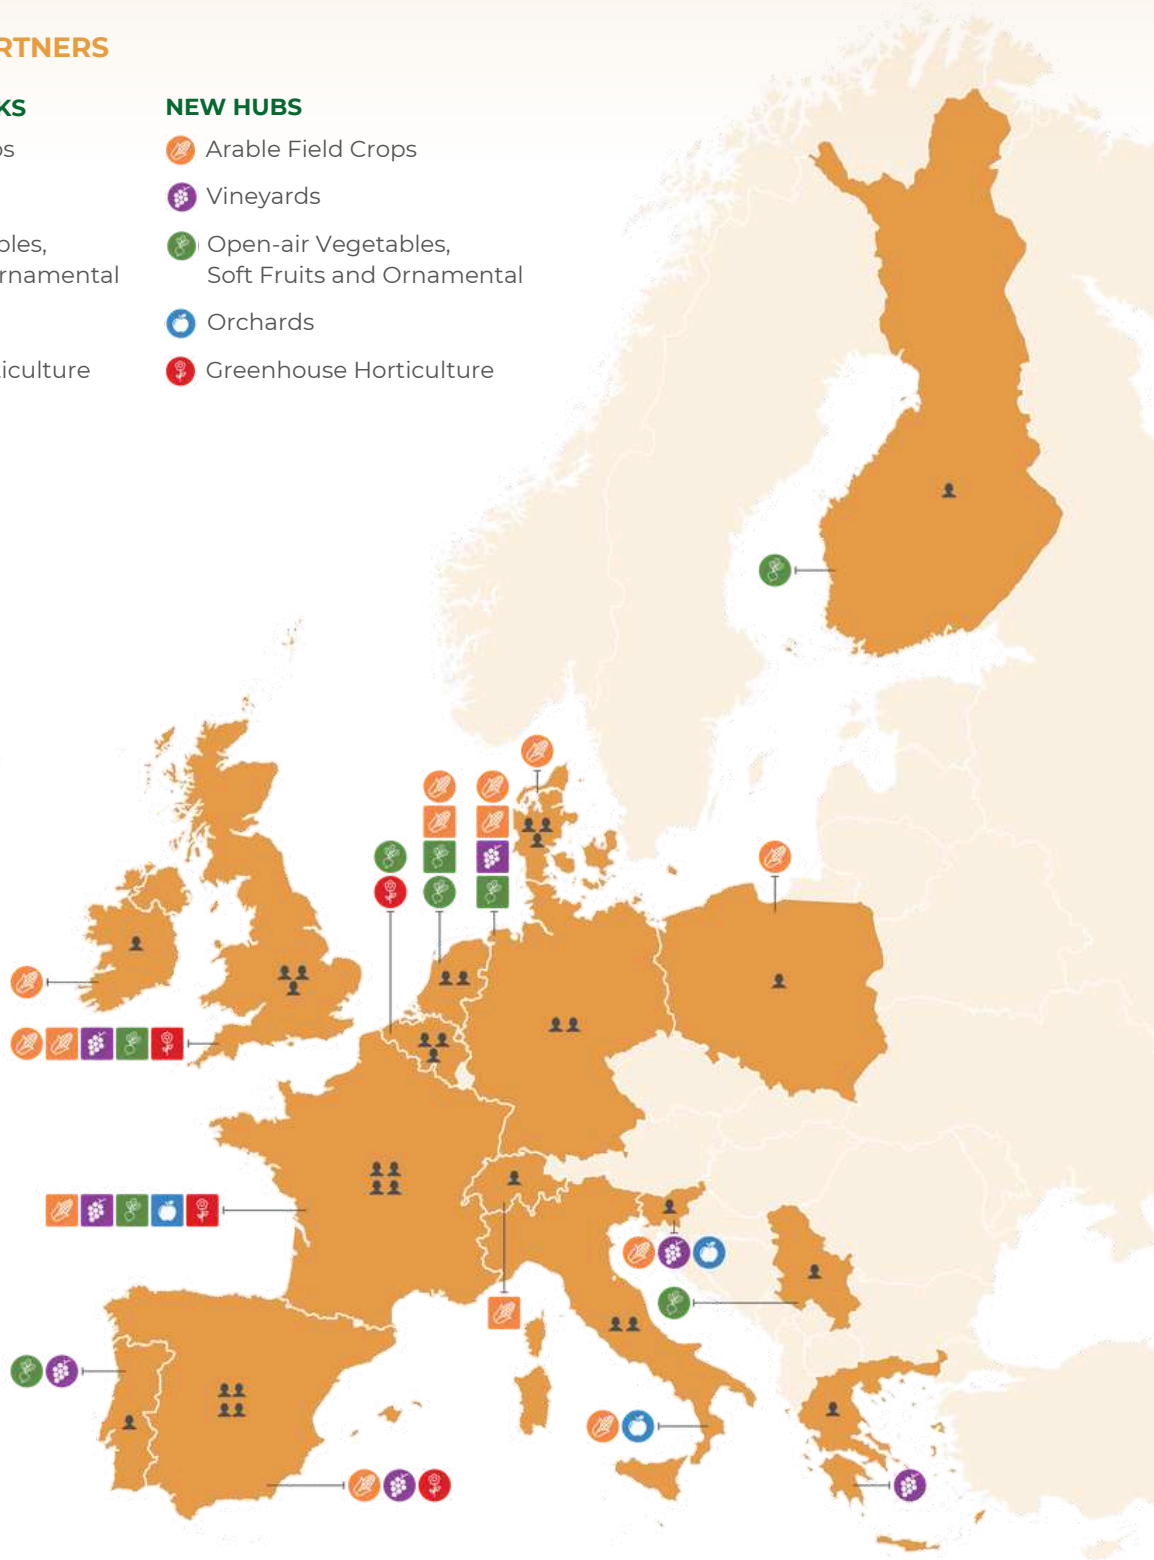 RTNERS
KS
ps
bles,
rnamental
iculture
NEW HUBS
Arable Field Crops
Vineyards
Open-air Vegetables,
Soft Fruits and Ornamental
Orchards
Greenhouse Horticulture